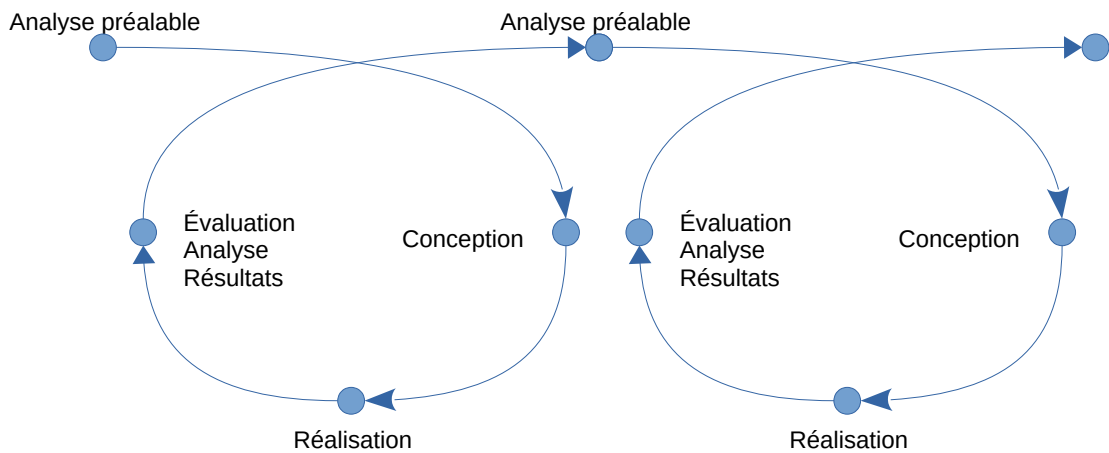 Analyse préalable
Analyse préalable
Évaluation
Analyse
Résultats
Conception
Évaluation
Analyse
Résultats
Conception
Réalisation
Réalisation